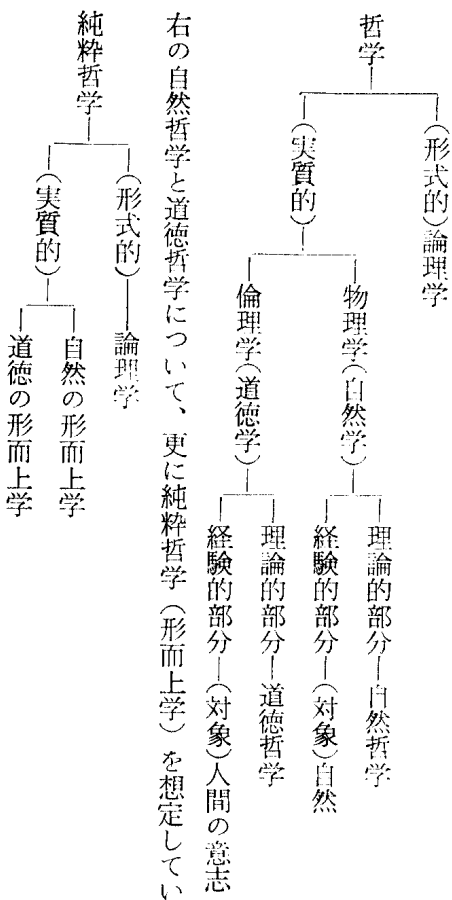 哲学
(形式的)論理学
(実質的)
物理学(自然学)
理論的部分―自然哲学
経験的部分―(対象)自然
倫理学(道徳学)
理論的部分―道徳哲学
経験的部分―(対象)人間の意志
右の自然哲学と道徳哲学について、更に純粋哲学(形而上学)を想定してい
純粋哲学
(形式的)―論理学
(実質的)
自然の形而上学
道徳の形而上学